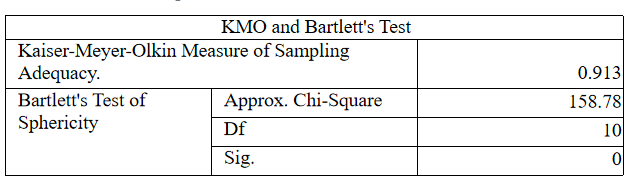 KMO and Bartlett's Test
Kaiser-Meyer-Olkin Measure of Sampling
Adequacy. 0.913
Bartlett's Test of Approx. Chi-Square 158.78
Sphericity Df 10
Sig. 0